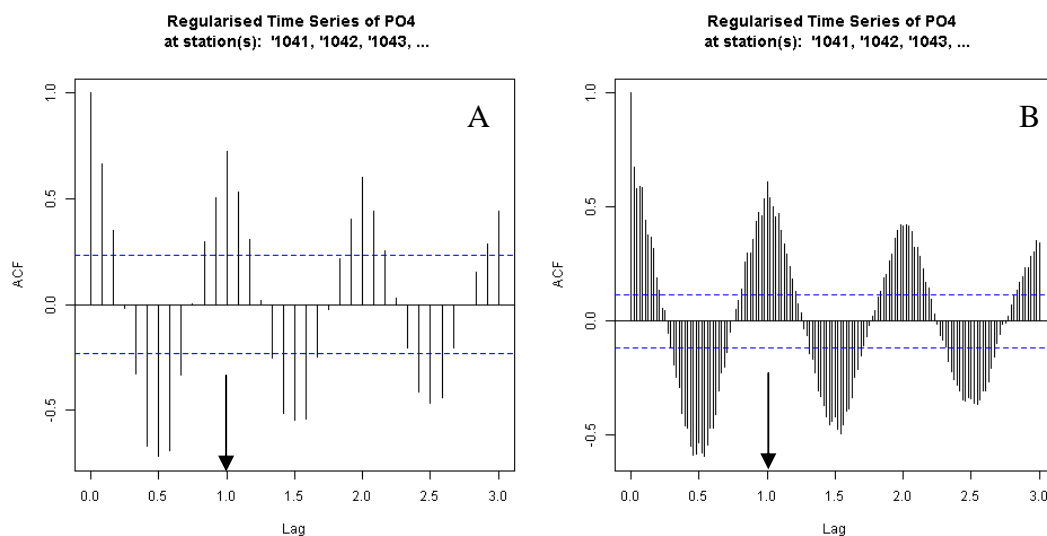 Regularised Time Series of PO4
at station(s): '1041, '1042, '1043, ...
A
ACF
1.0
0.5
0.0
-0.5
0.0 0.5 1.0 1.5 2.0 2.5 3.0
Lag
Regularised Time Series of PO4
at station(s): '1041, '1042, '1043, ...
B
ACF
1.0
0.5
0.0
-0.5
0.0 0.5 1.0 1.5 2.0 2.5 3.0
Lag